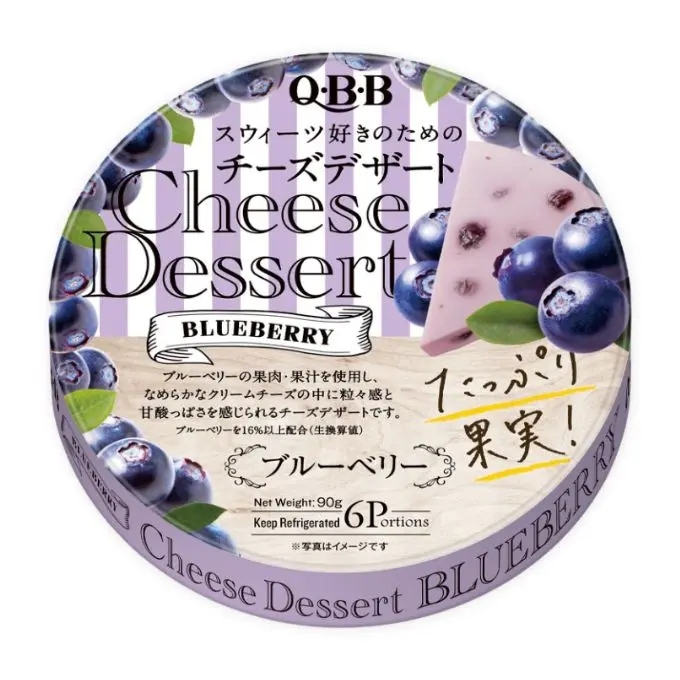 Q·B·B
スウィーツ好きのための
チーズデザート
Cheese
Dessert
BLUEBERRY
ブルーベリーの果肉・果汁を使用し、
なめらかなクリームチーズの中に粒々感と
甘酸っぱさを感じられるチーズデザートです。
ブルーベリーを16%以上配合（生換算値）
たっぷり
果実！
ブルーベリー
Net Weight:90g
Keep Refrigerated 6Portions
※写真はイメージです
BLUEBERRY
Cheese Dessert BLUEBERRY